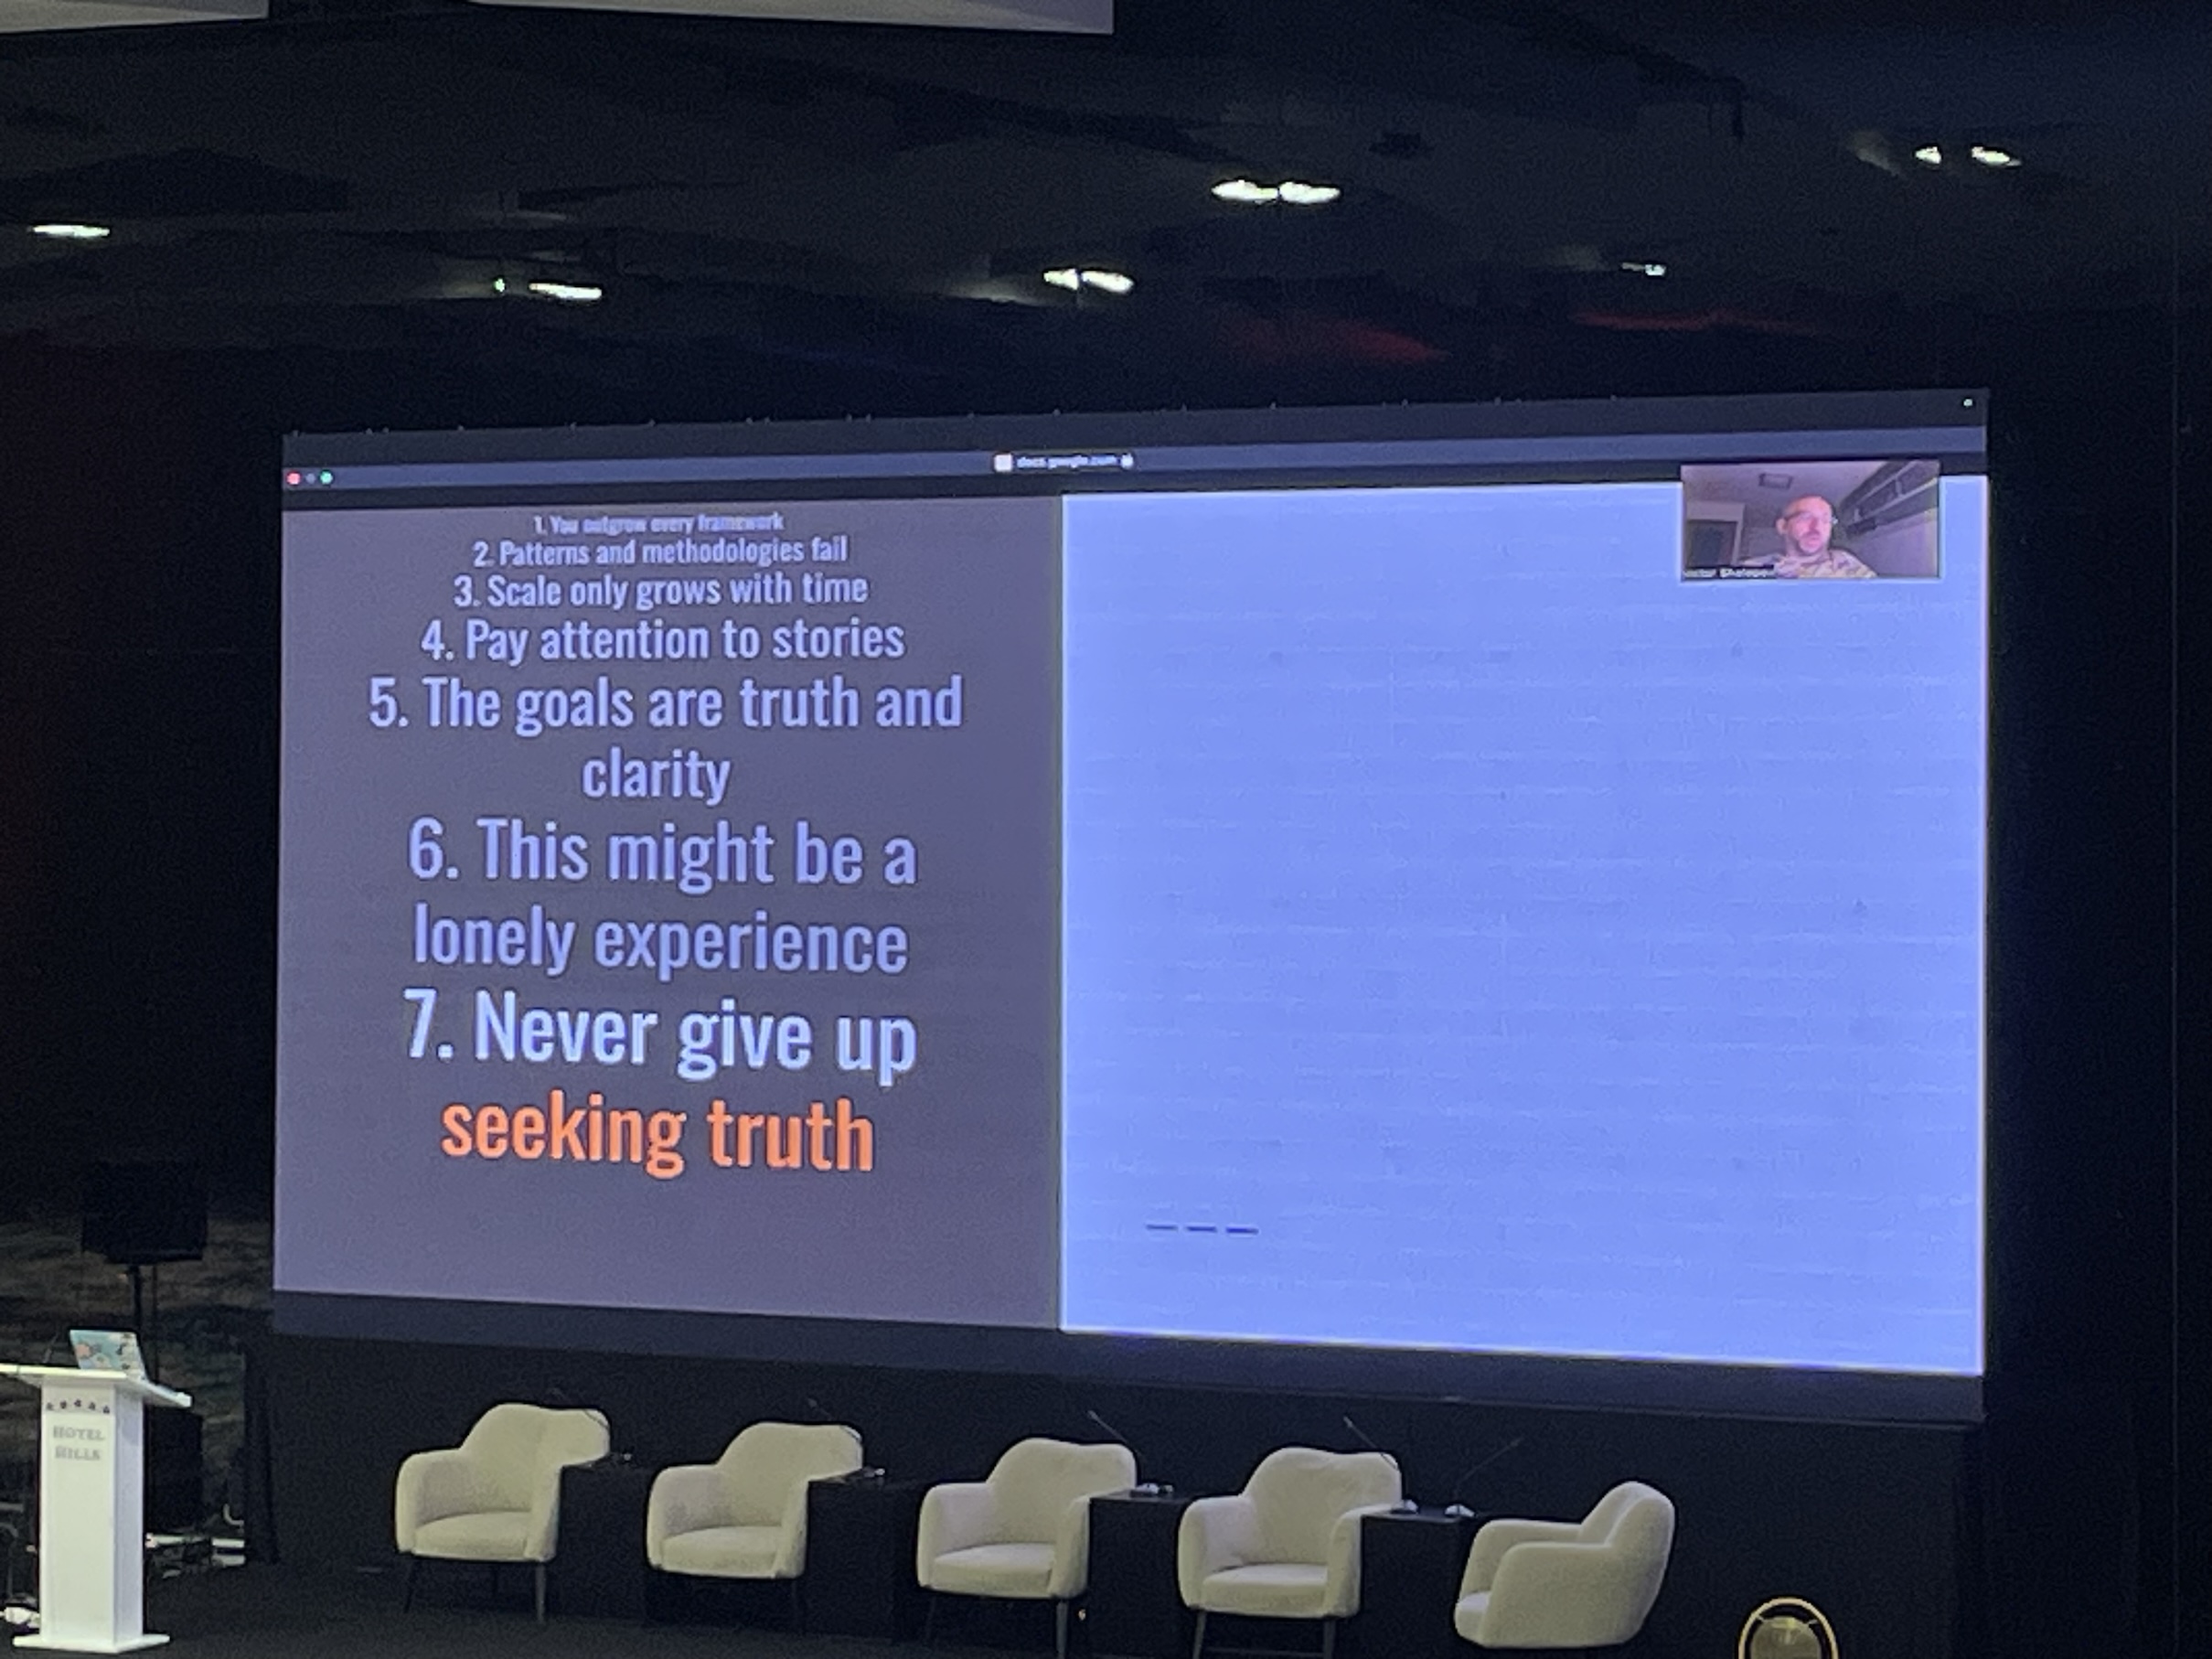 docs.google.com
1. You outgrow every framework
2. Patterns and methodologies fail
3. Scale only grows with time
4. Pay attention to stories
5. The goals are truth and
clarity
6. This might be a
lonely experience
7. Never give up
seeking truth
HOTEL
HILLS